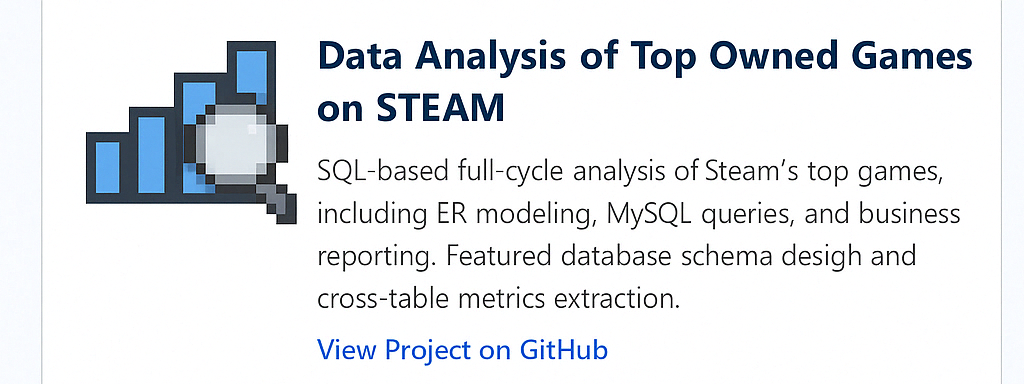 Data Analysis of Top Owned Games
on STEAM
SQL-based full-cycle analysis of Steam’s top games,
including ER modeling, MySQL queries, and business
reporting. Featured database schema desigh and
cross-table metrics extraction.
View Project on GitHub